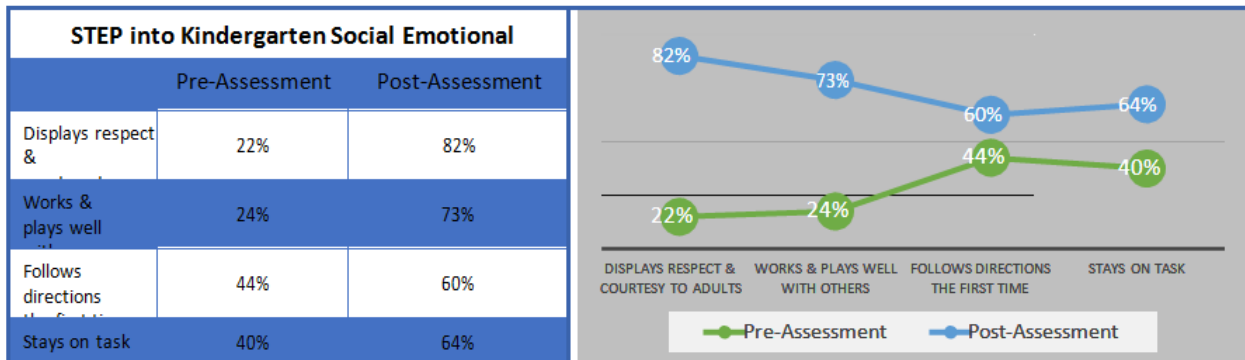 STEP into Kindergarten Social Emotional
Pre-Assessment Post-Assessment
Displays respect
&
22% 82%
Works &
plays well
24% 73%
Follows
directions
44% 60%
Stays on task 40% 64%
82%
73%
60%
64%
22%
24%
44%
40%
DISPLAYS RESPECT &
COURTESY TO ADULTS
WORKS & PLAYS WELL
WITH OTHERS
FOLLOWS DIRECTIONS
THE FIRST TIME
STAYS ON TASK
Pre-Assessment Post-Assessment